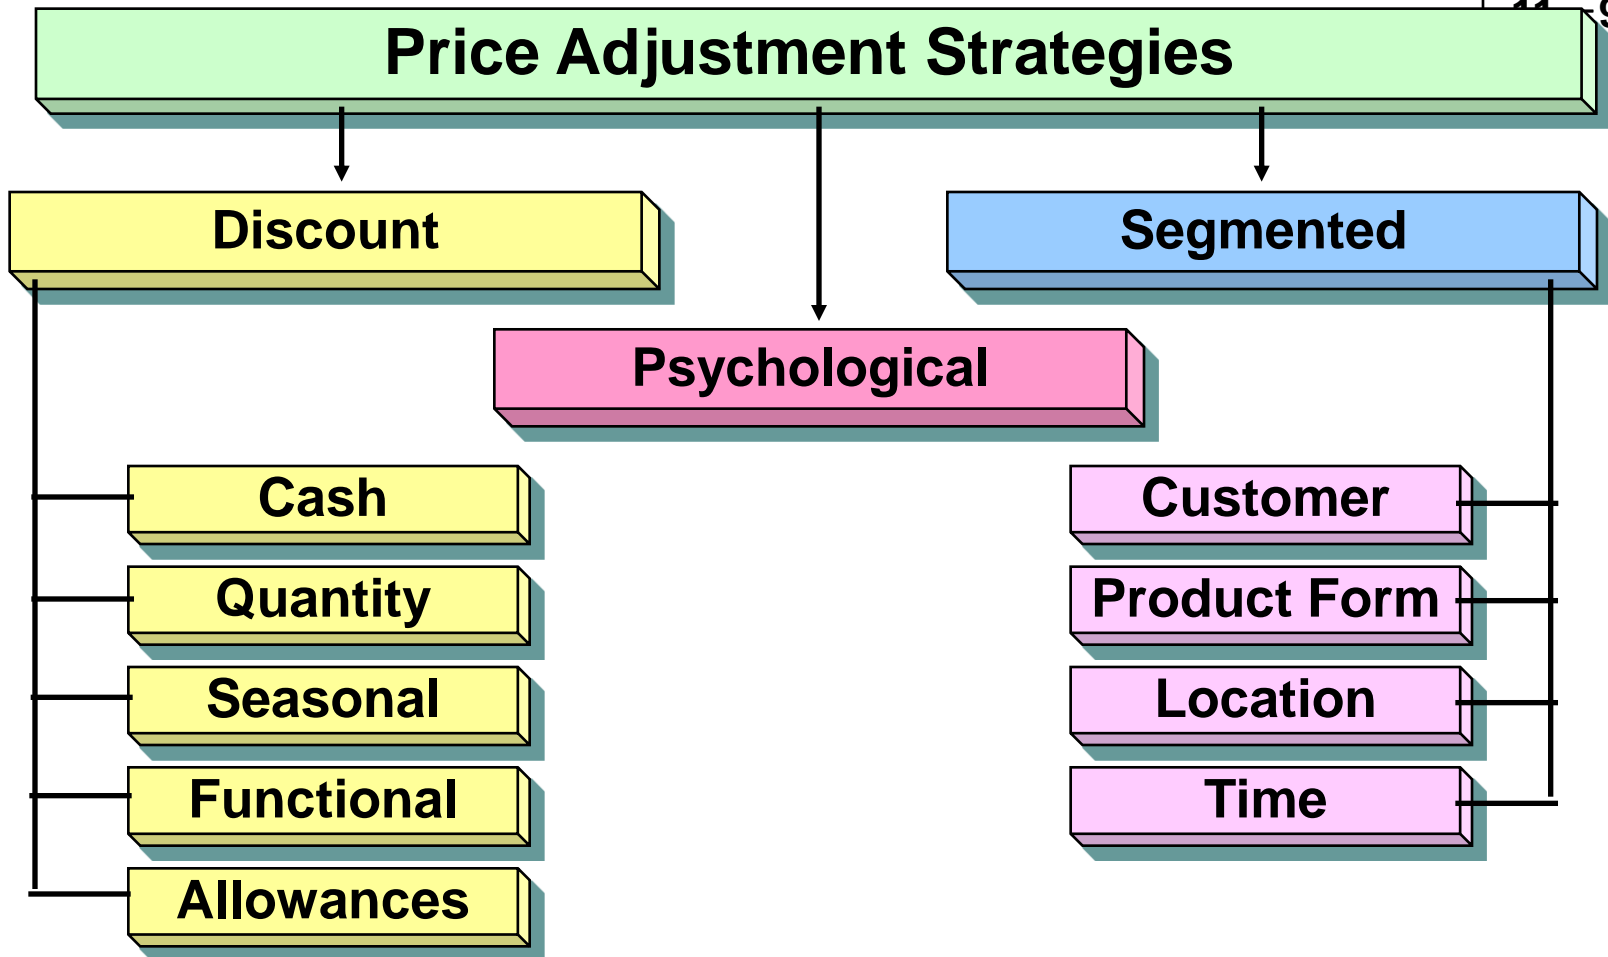 Price Adjustment Strategies
Discount
Segmented
Psychological
Cash
Quantity
Seasonal
Functional
Allowances
Customer
Product Form
Location
Time